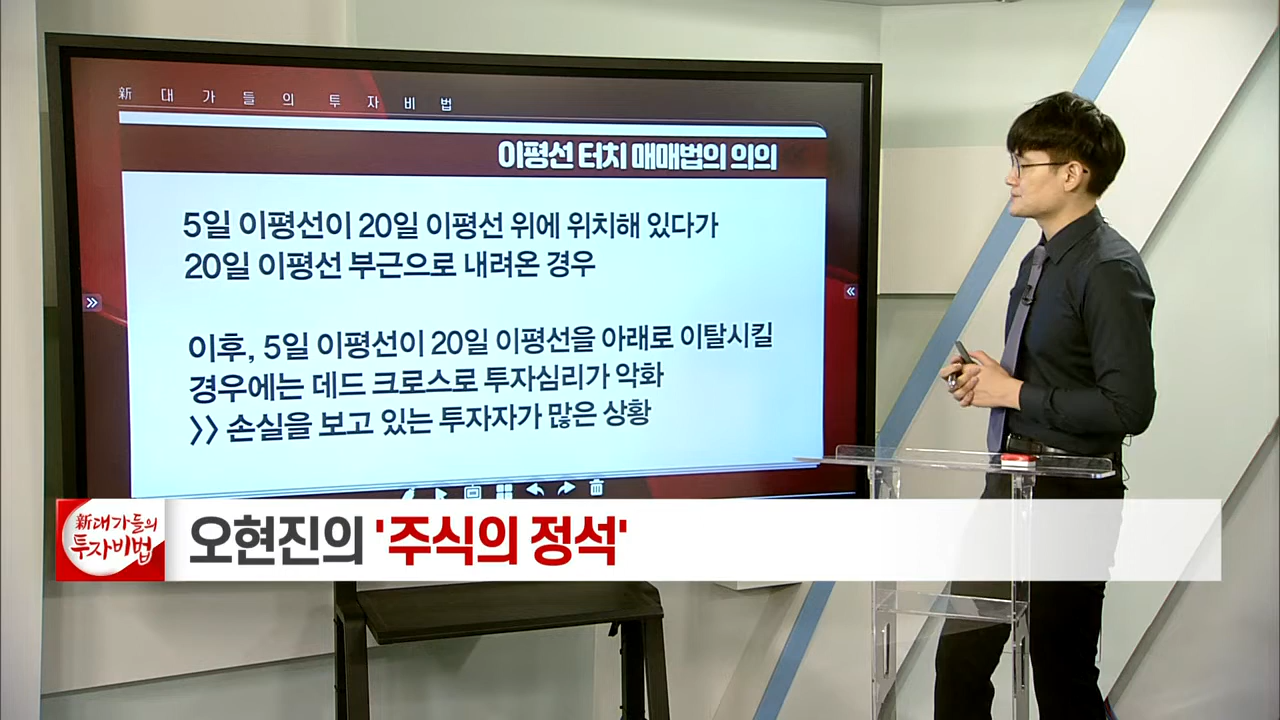 新 대 가 들 의 투 자 비 법
이평선 터치 매매법의 의의
5일 이평선이 20일 이평선 위에 위치해 있다가
20일 이평선 부근으로 내려온 경우
이후, 5일 이평선이 20일 이평선을 아래로 이탈시킬
경우에는 데드 크로스로 투자심리가 악화
>> 손실을 보고 있는 투자자가 많은 상황
新대가들의
투자비법
오현진의 '주식의 정석'